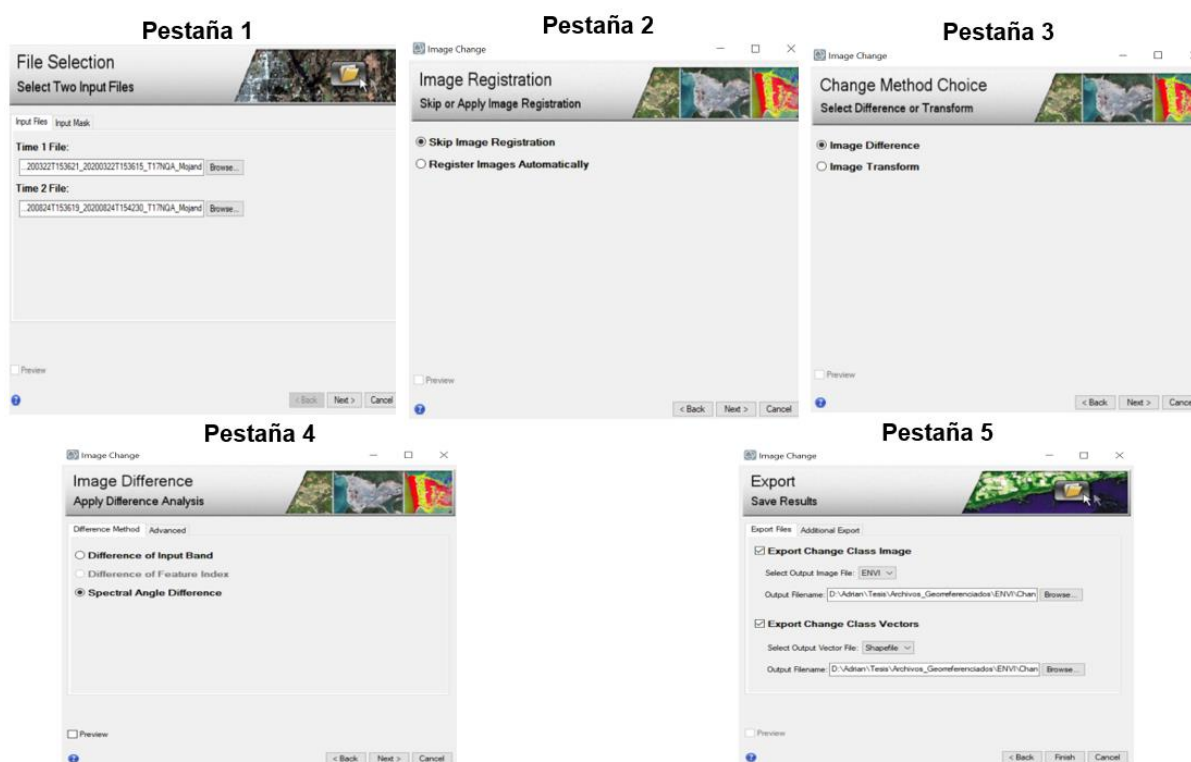 Pestaña 1
File Selection
Select Two Input Files
Input Files Input Mask
Time 1 File:
..200322T153621_20200322T153615_T17NQA_Mojand Browse...
Time 2 File:
..200824T153619_20200824T154230_T17NQA_Mojand Browse...
Preview
< Back Next > Cancel
Pestaña 2
Image Change
Image Registration
Skip or Apply Image Registration
Skip Image Registration
Register Images Automatically
Preview
< Back Next > Cancel
Pestaña 3
Image Change
Change Method Choice
Select Difference or Transform
Image Difference
Image Transform
Preview
< Back Next > Cance
Pestaña 4
Image Change
Image Difference
Apply Difference Analysis
Difference Method Advanced
Difference of Input Band
Difference of Feature Index
Spectral Angle Difference
Preview
< Back Next > Cancel
Pestaña 5
Image Change
Export
Save Results
Export Files Additional Export
Export Change Class Image
Select Output Image File: ENVI
Output Filename: D:\Adrian\Tesis\Archivos_Georreferenciados\ENVI\Chan Browse...
Export Change Class Vectors
Select Output Vector File: Shapefile
Output Filename: D:\Adrian\Tesis\Archivos_Georreferenciados\ENVI\Chan Browse...
Preview
< Back Finish Cancel